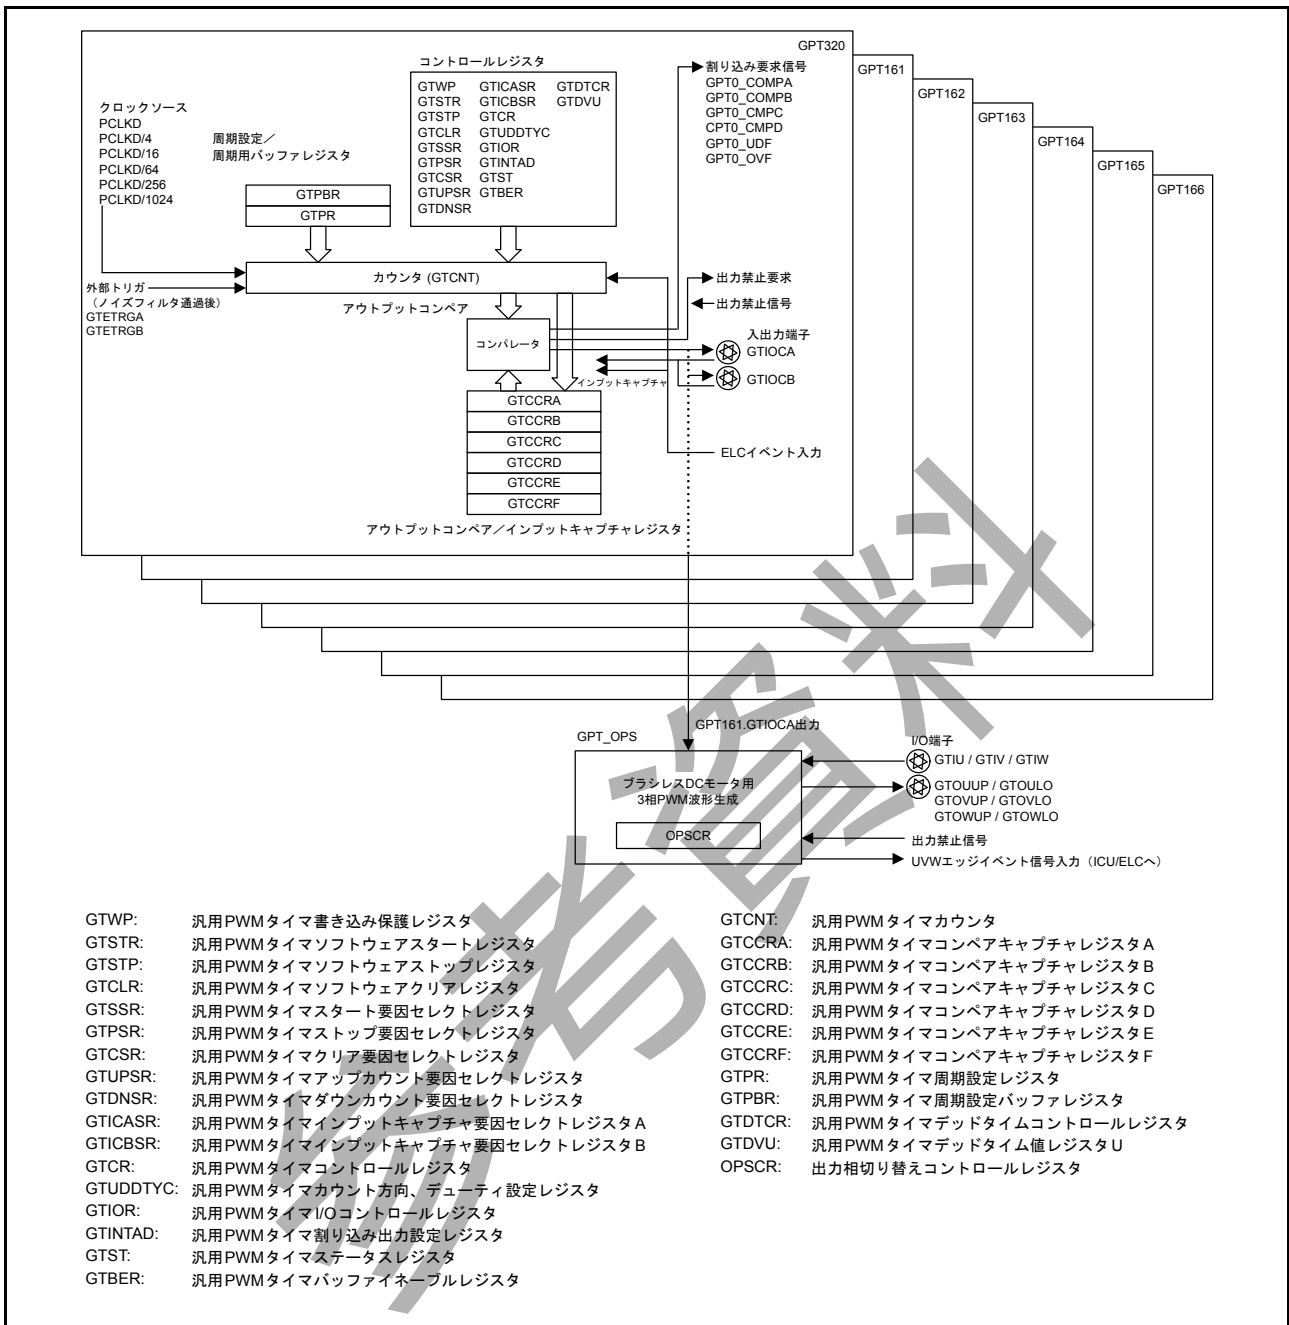 GPT320
GPT161
GPT162
GPT163
GPT164
GPT165
GPT166
コントロールレジスタ
GTWP GTICASR GTDTCR
GTSTR GTICBSR GTDVU
GTSTP GTCR
GTCLR GTUDDTYC
GTSSR GTIOR
GTPSR GTINTAD
GTCSR GTST
GTUPSR GTBER
GTDNSR
割り込み要求信号
GPT0_COMPA
GPT0_COMPB
GPT0_CMPC
CPT0_CMPD
GPT0_UDF
GPT0_OVF
クロックソース
PCLKD
PCLKD/4
PCLKD/16
PCLKD/64
PCLKD/256
PCLKD/1024
周期設定／
周期用バッファレジスタ
GTPBR
GTPR
カウンタ (GTCNT)
外部トリガ
（ノイズフィルタ通過後）
GTETRGA
GTETRGB
アウトプットコンペア
コンパレータ
出力禁止要求
出力禁止信号
入出力端子
GTIOCA
GTIOCB
インプットキャプチャ
GTCCRA
GTCCRB
GTCCRC
GTCCRD
GTCCRE
GTCCRF
ELCイベント入力
アウトプットコンペア／インプットキャプチャレジスタ
GPT161.GTIOCA出力
GPT_OPS
ブラシレスDCモータ用
3相PWM波形生成
OPSCR
I/O端子
GTIU / GTIV / GTIW
GTOUUP / GTOULO
GTOVUP / GTOVLO
GTOWUP / GTOWLO
出力禁止信号
UVWエッジイベント信号入力（ICU/ELCへ）
GTWP: 汎用PWMタイマ書き込み保護レジスタ
GTSTR: 汎用PWMタイマソフトウェアスタートレジスタ
GTSTP: 汎用PWMタイマソフトウェアストップレジスタ
GTCLR: 汎用PWMタイマソフトウェアクリアレジスタ
GTSSR: 汎用PWMタイマスタート要因セレクトレジスタ
GTPSR: 汎用PWMタイマストップ要因セレクトレジスタ
GTCSR: 汎用PWMタイマクリア要因セレクトレジスタ
GTUPSR: 汎用PWMタイマアップカウント要因セレクトレジスタ
GTDNSR: 汎用PWMタイマダウンカウント要因セレクトレジスタ
GTICASR: 汎用PWMタイマインプットキャプチャ要因セレクトレジスタA
GTICBSR: 汎用PWMタイマインプットキャプチャ要因セレクトレジスタB
GTCR: 汎用PWMタイマコントロールレジスタ
GTUDDTYC: 汎用PWMタイマカウント方向、デューティ設定レジスタ
GTIOR: 汎用PWMタイマI/Oコントロールレジスタ
GTINTAD: 汎用PWMタイマ割り込み出力設定レジスタ
GTST: 汎用PWMタイマステータスレジスタ
GTBER: 汎用PWMタイマバッファイネーブルレジスタ
GTCNT: 汎用PWMタイマカウンタ
GTCCRA: 汎用PWMタイマコンペアキャプチャレジスタA
GTCCRB: 汎用PWMタイマコンペアキャプチャレジスタB
GTCCRC: 汎用PWMタイマコンペアキャプチャレジスタC
GTCCRD: 汎用PWMタイマコンペアキャプチャレジスタD
GTCCRE: 汎用PWMタイマコンペアキャプチャレジスタE
GTCCRF: 汎用PWMタイマコンペアキャプチャレジスタF
GTPR: 汎用PWMタイマ周期設定レジスタ
GTPBR: 汎用PWMタイマ周期設定バッファレジスタ
GTDTCR: 汎用PWMタイマデッドタイムコントロールレジスタ
GTDVU: 汎用PWMタイマデッドタイム値レジスタU
OPSCR: 出力相切り替えコントロールレジスタ
参考資料